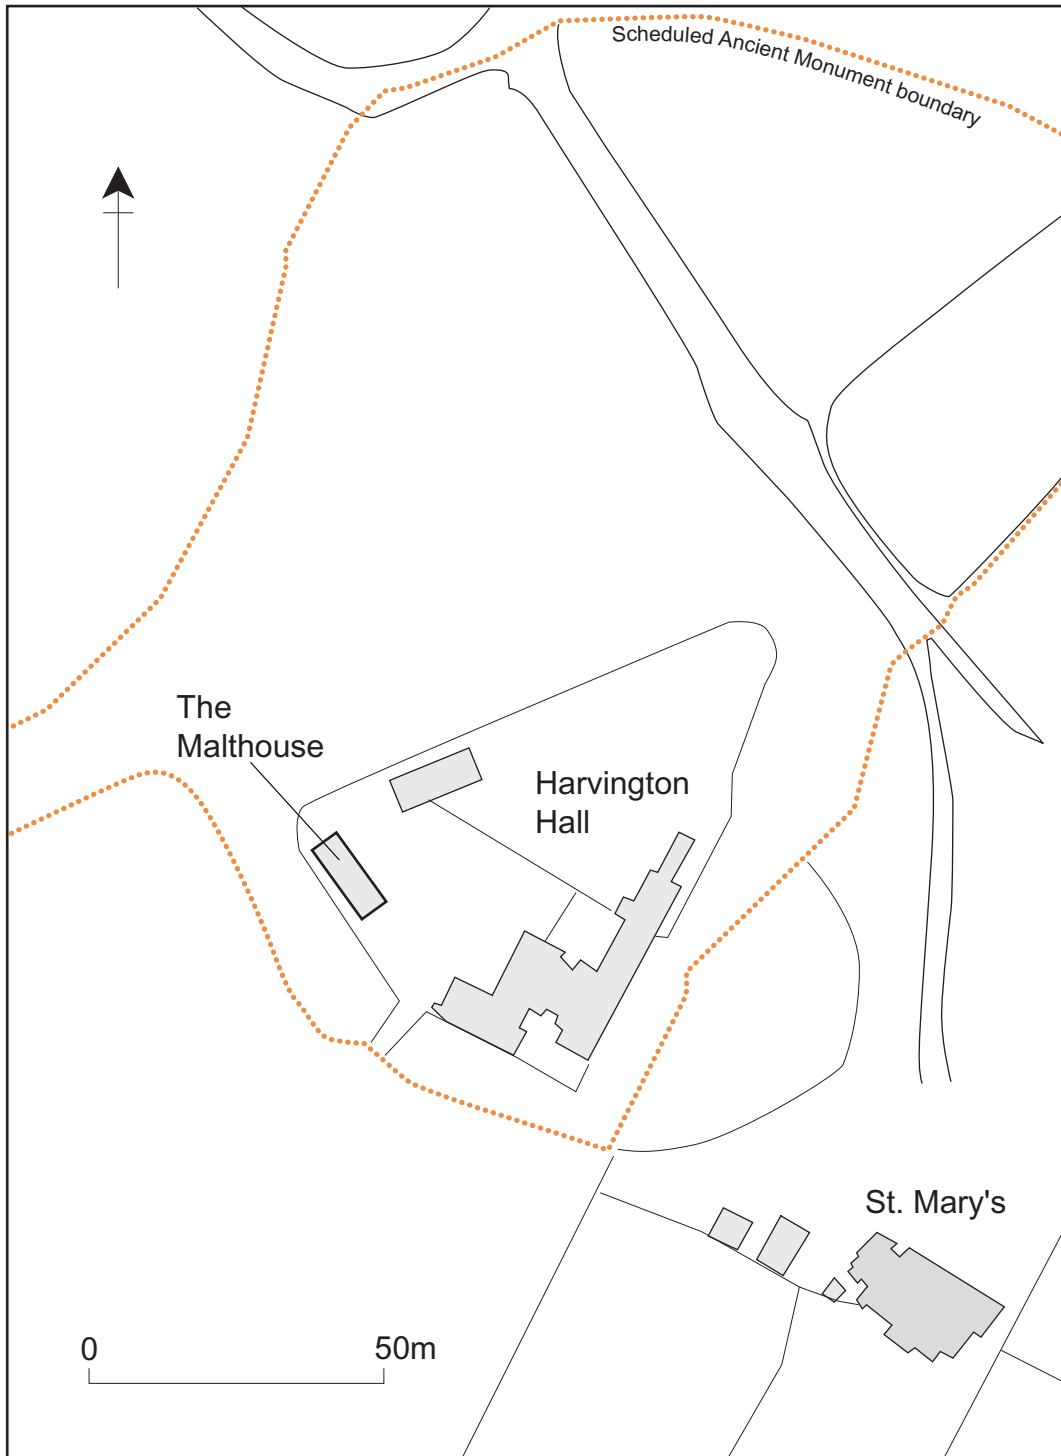 Scheduled Ancient Monument boundary
The
Malthouse
Harvington
Hall
St. Mary's
0 50m